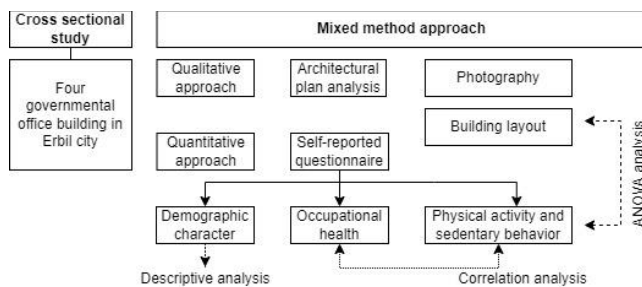 Cross sectional
study
Mixed method approach
Four
governmental
office building in
Erbil city
Qualitative
approach
Architectural
plan analysis
Photography
Building layout
Quantitative
approach
Self-reported
questionnaire
ANOVA analysis
Demographic
character
Occupational
health
Physical activity and
sedentary behavior
Descriptive analysis
Correlation analysis